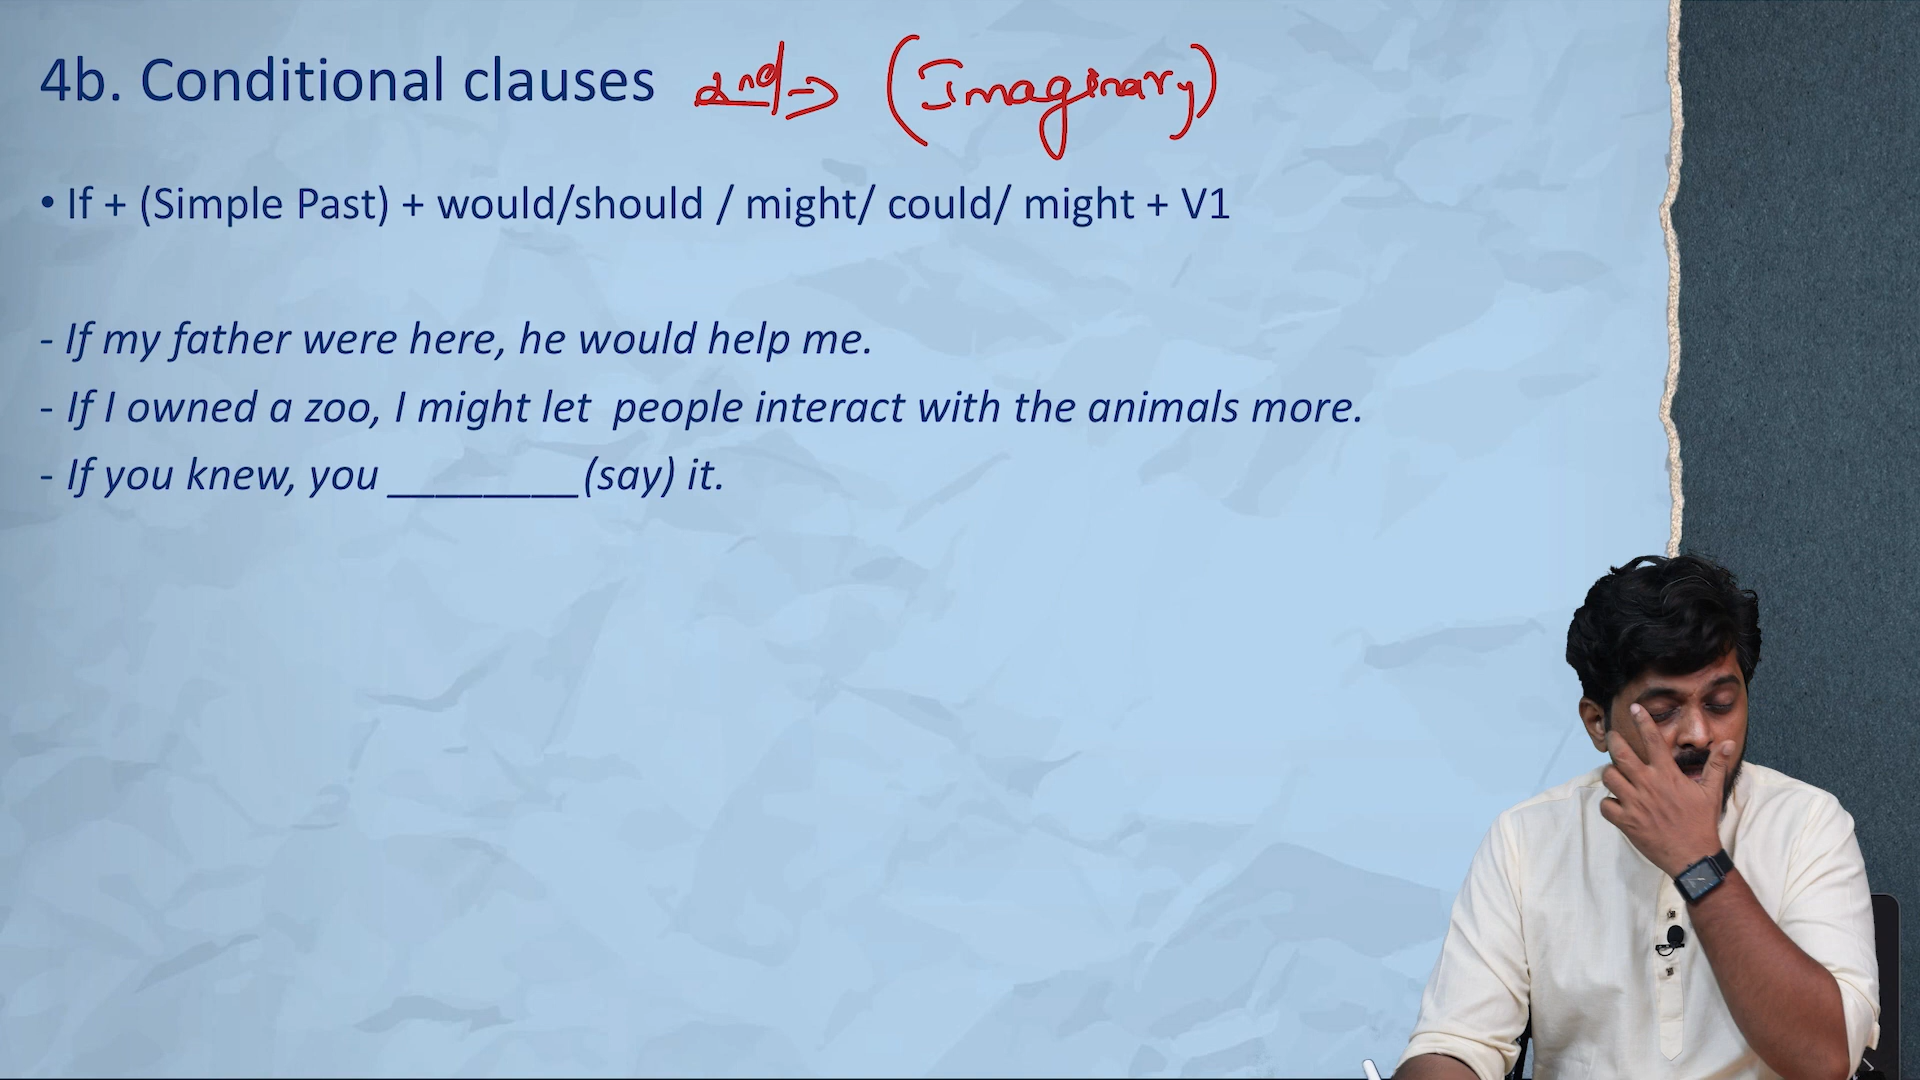 4b. Conditional clauses 2nd → (Imaginary)
• If + (Simple Past) + would/should / might/ could/ might + V1
- If my father were here, he would help me.
- If I owned a zoo, I might let people interact with the animals more.
- If you knew, you ________(say) it.